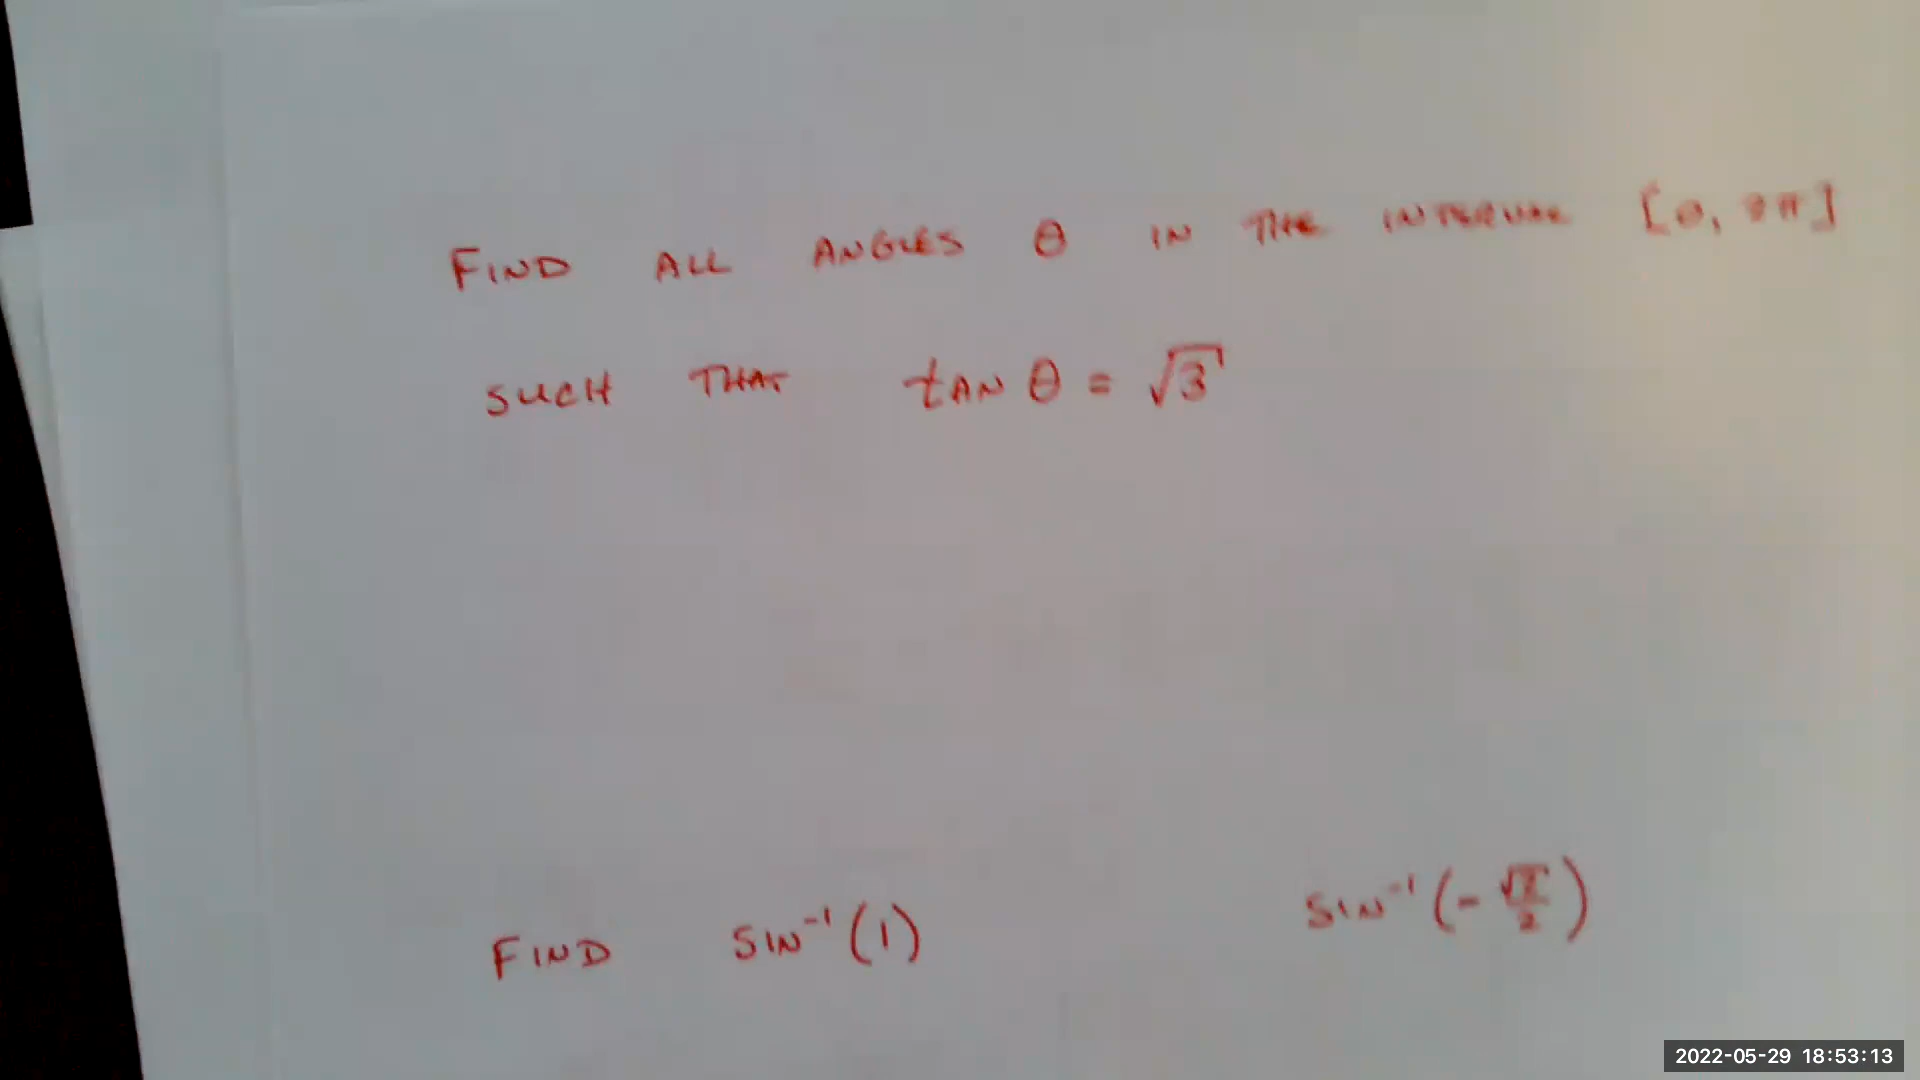 FIND ALL ANGLES θ IN THE INTERVAL [0, 2π]
SUCH THAT tAN θ = √3
FIND SIN⁻¹(1) SIN⁻¹(-√2/2)
2022-05-29 18:53:13